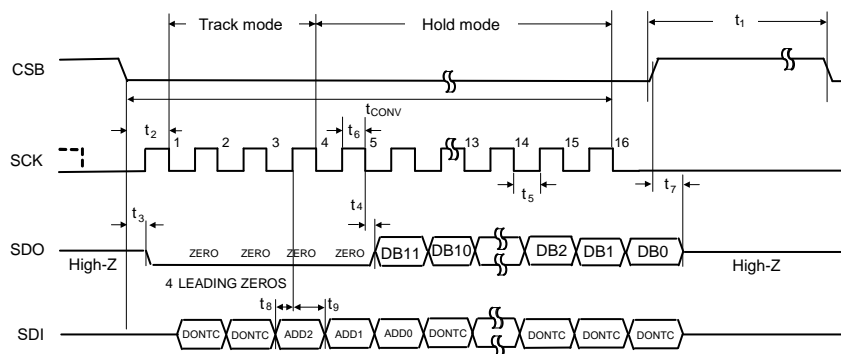 Track mode Hold mode t1
CSB
tCONV
t2 t6
1 2 3 4 5 13 14 15 16
SCK
t3 t4 t5 t7
SDO ZERO ZERO ZERO ZERO DB11 DB10 DB2 DB1 DB0
High-Z High-Z
4 LEADING ZEROS
t8 t9
SDI DONTC DONTC ADD2 ADD1 ADD0 DONTC DONTC DONTC DONTC